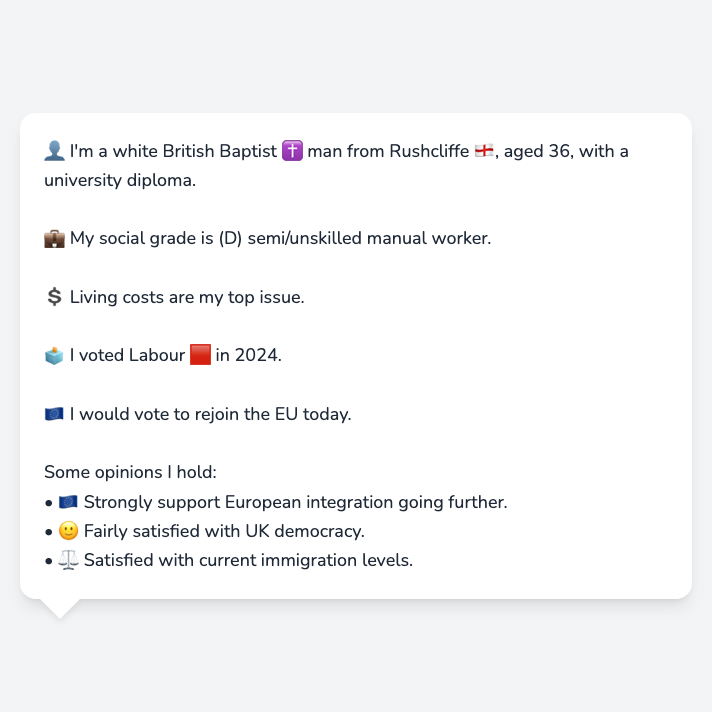 👤 I'm a white British Baptist ✝️ man from Rushcliffe 🏴󠁧󠁢󠁥󠁮󠁧󠁿, aged 36, with a
university diploma.
💼 My social grade is (D) semi/unskilled manual worker.
💲 Living costs are my top issue.
🗳️ I voted Labour 🟥 in 2024.
🇪🇺 I would vote to rejoin the EU today.
Some opinions I hold:
• 🇪🇺 Strongly support European integration going further.
• 🙂 Fairly satisfied with UK democracy.
• ⚖️ Satisfied with current immigration levels.